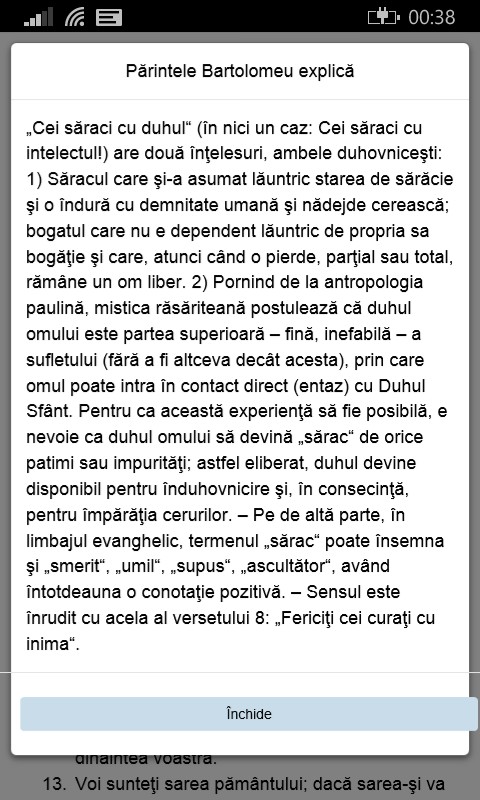 00:38
Părintele Bartolomeu explică
„Cei săraci cu duhul“ (în nici un caz: Cei săraci cu
intelectul!) are două înţelesuri, ambele duhovniceşti:
1) Săracul care şi-a asumat lăuntric starea de sărăcie
şi o îndură cu demnitate umană şi nădejde cerească;
bogatul care nu e dependent lăuntric de propria sa
bogăţie şi care, atunci când o pierde, parţial sau total,
rămâne un om liber. 2) Pornind de la antropologia
paulină, mistica răsăriteană postulează că duhul
omului este partea superioară – fină, inefabilă – a
sufletului (fără a fi altceva decât acesta), prin care
omul poate intra în contact direct (entaz) cu Duhul
Sfânt. Pentru ca această experienţă să fie posibilă, e
nevoie ca duhul omului să devină „sărac“ de orice
patimi sau impurităţi; astfel eliberat, duhul devine
disponibil pentru înduhovnicire şi, în consecinţă,
pentru împărăţia cerurilor. – Pe de altă parte, în
limbajul evanghelic, termenul „sărac“ poate însemna
şi „smerit“, „umil“, „supus“, „ascultător“, având
întotdeauna o conotaţie pozitivă. – Sensul este
înrudit cu acela al versetului 8: „Fericiţi cei curaţi cu
inima“.
Închide
dinaintea voastră.
13. Voi sunteţi sarea pământului; dacă sarea-şi va